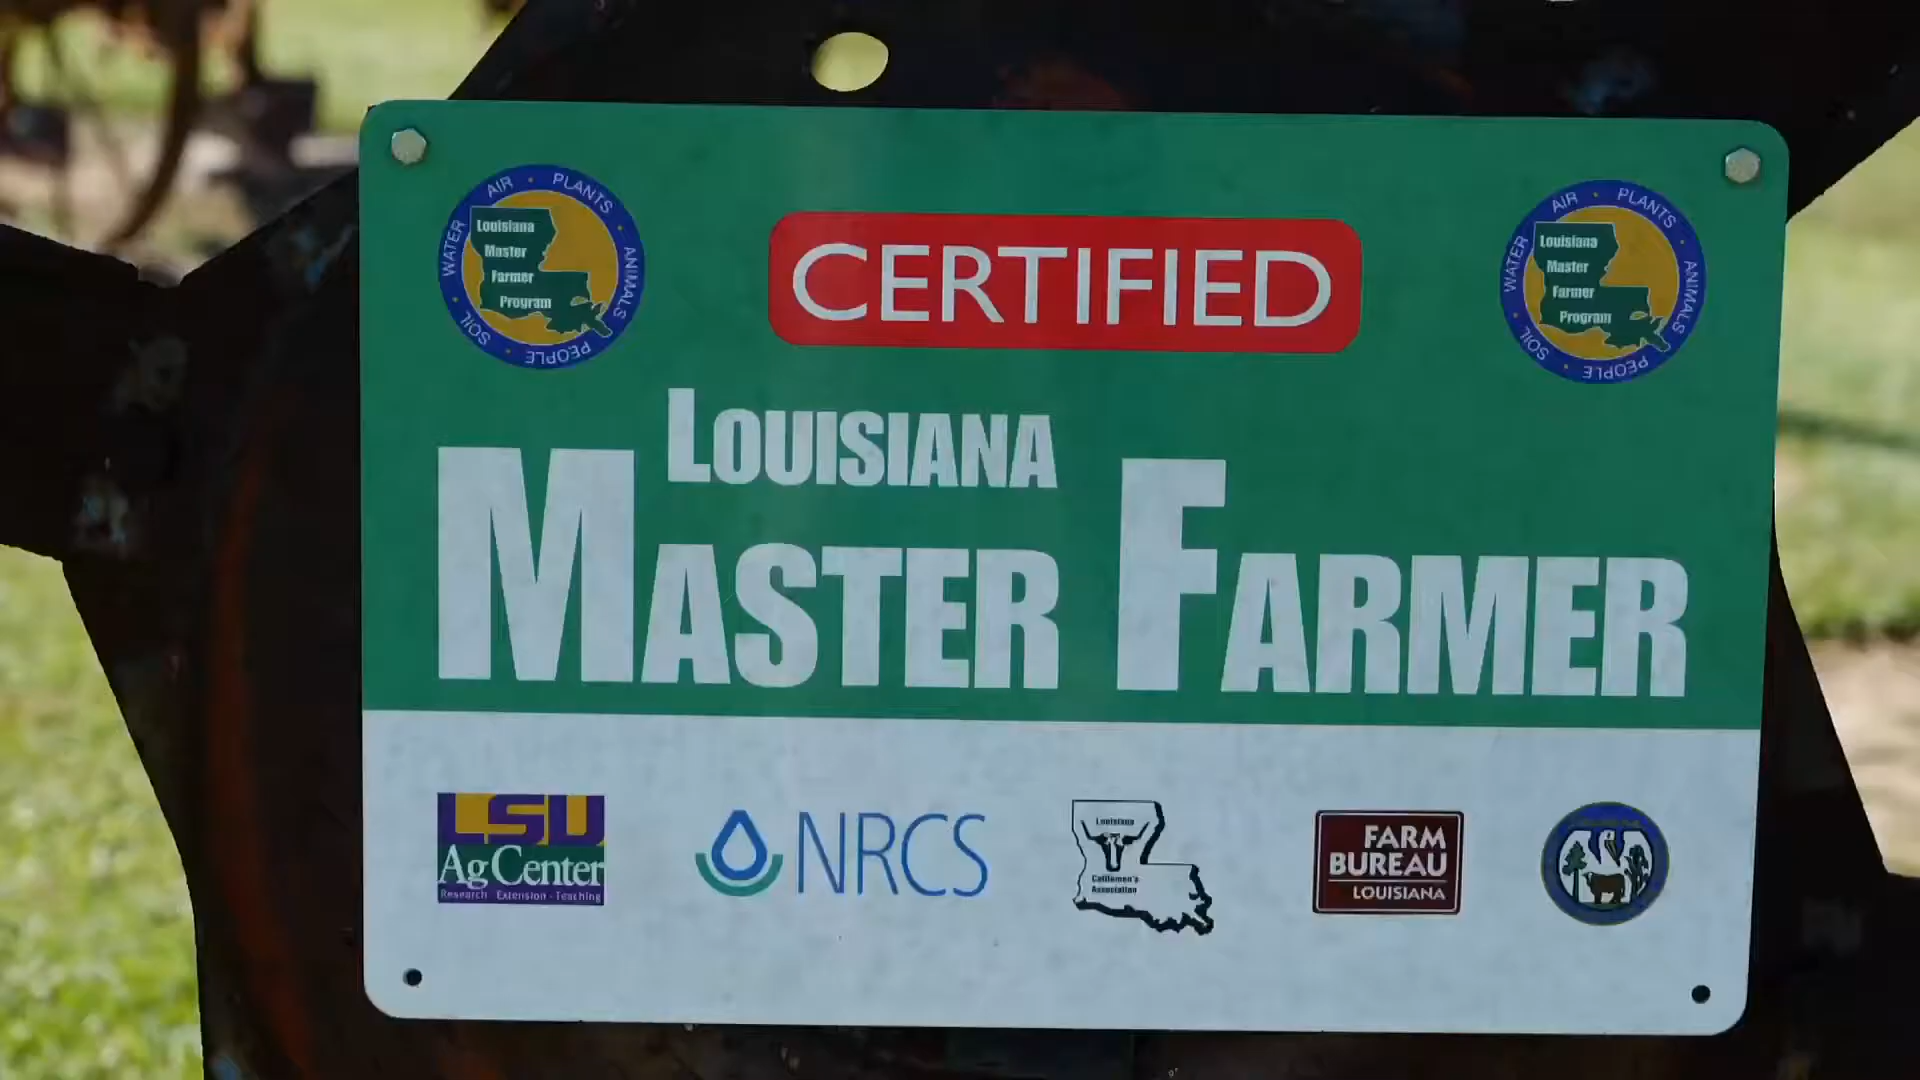 WATER • AIR • PLANTS • ANIMALS • PEOPLE • SOIL
Louisiana
Master
Farmer
Program
CERTIFIED
WATER • AIR • PLANTS • ANIMALS • PEOPLE • SOIL
Louisiana
Master
Farmer
Program
LOUISIANA
MASTER FARMER
LSU
AgCenter
Research · Extension · Teaching
NRCS
Louisiana
Cattlemen's
Association
FARM
BUREAU
LOUISIANA